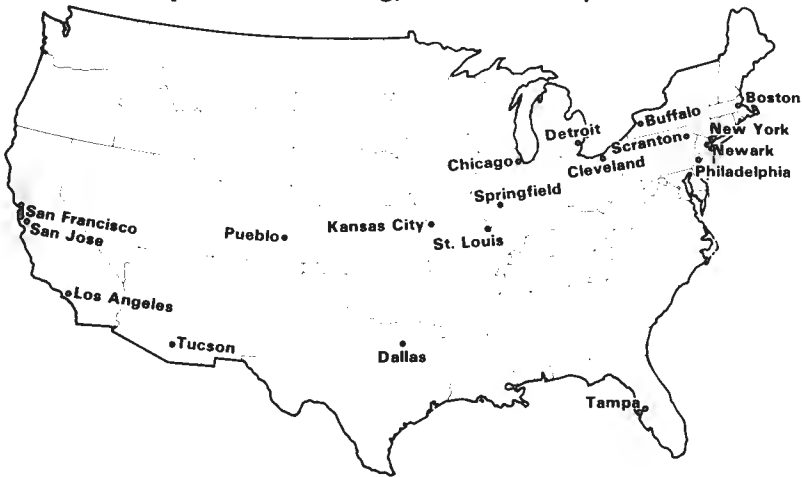 Boston
Buffalo
New York
Detroit
Scranton
Newark
Chicago
Cleveland
Philadelphia
Springfield
San Francisco
Kansas City
San Jose
Pueblo
St. Louis
Los Angeles
Tucson
Dallas
Tampa